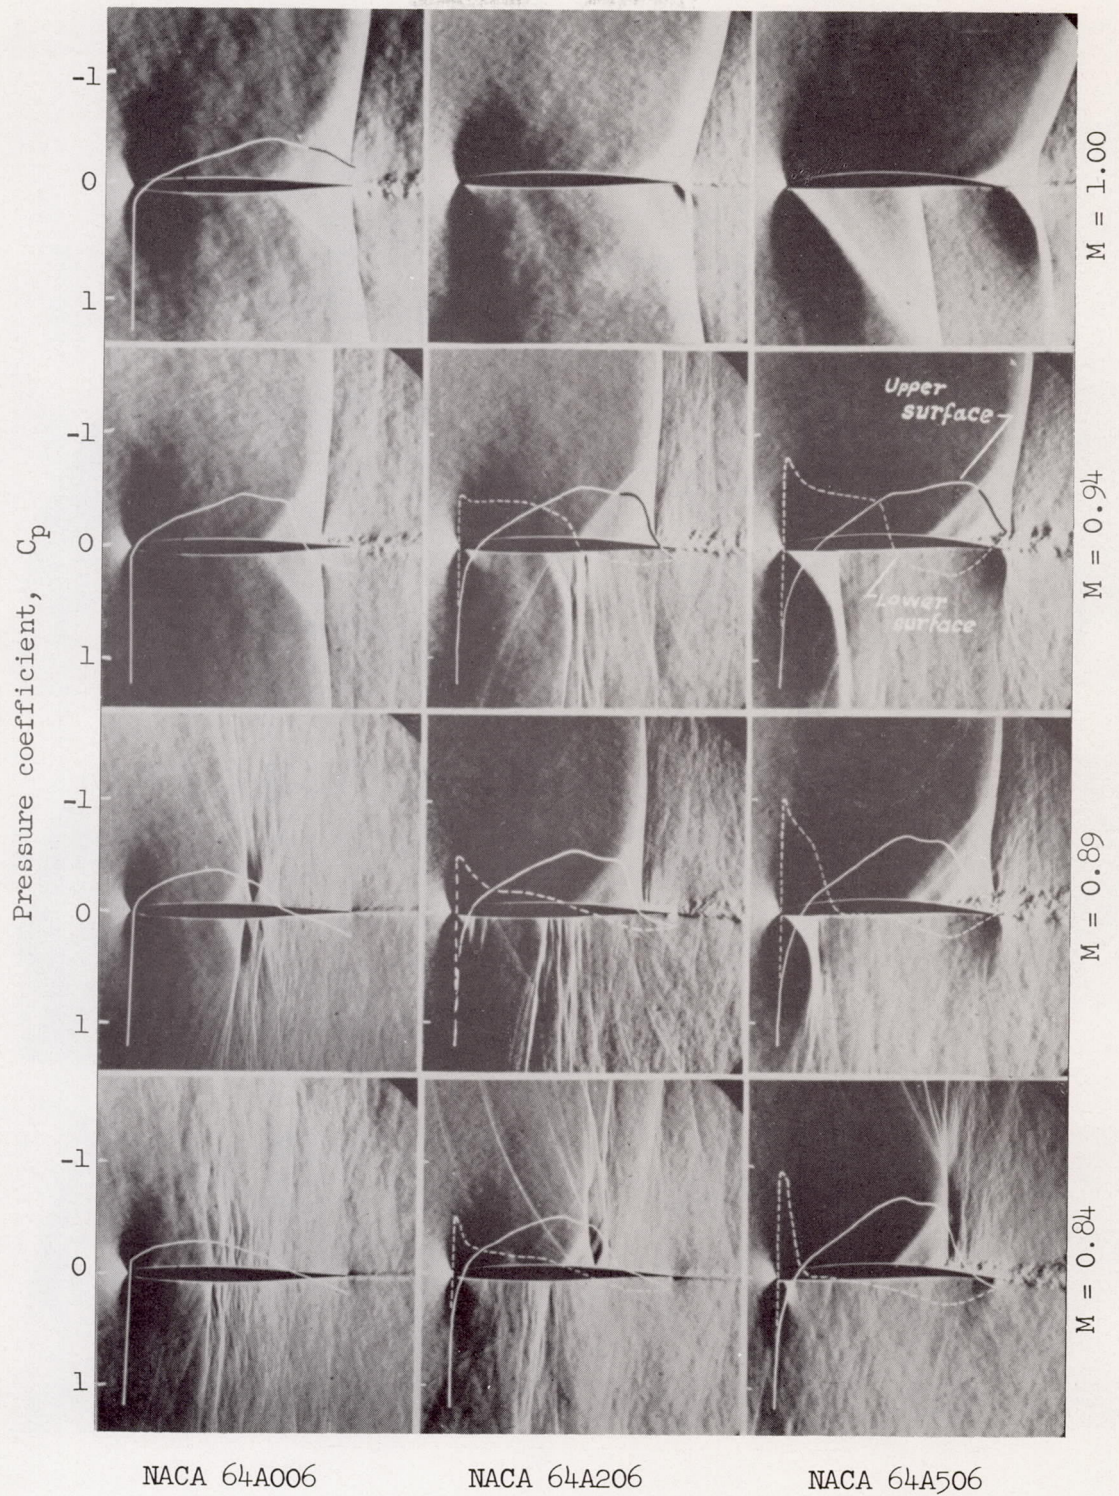 -1
0
1
M = 1.00
-1
0
1
Upper
surface
Lower
surface
M = 0.94
-1
0
1
M = 0.89
-1
0
1
M = 0.84
Pressure coefficient, Cp
NACA 64A006
NACA 64A206
NACA 64A506